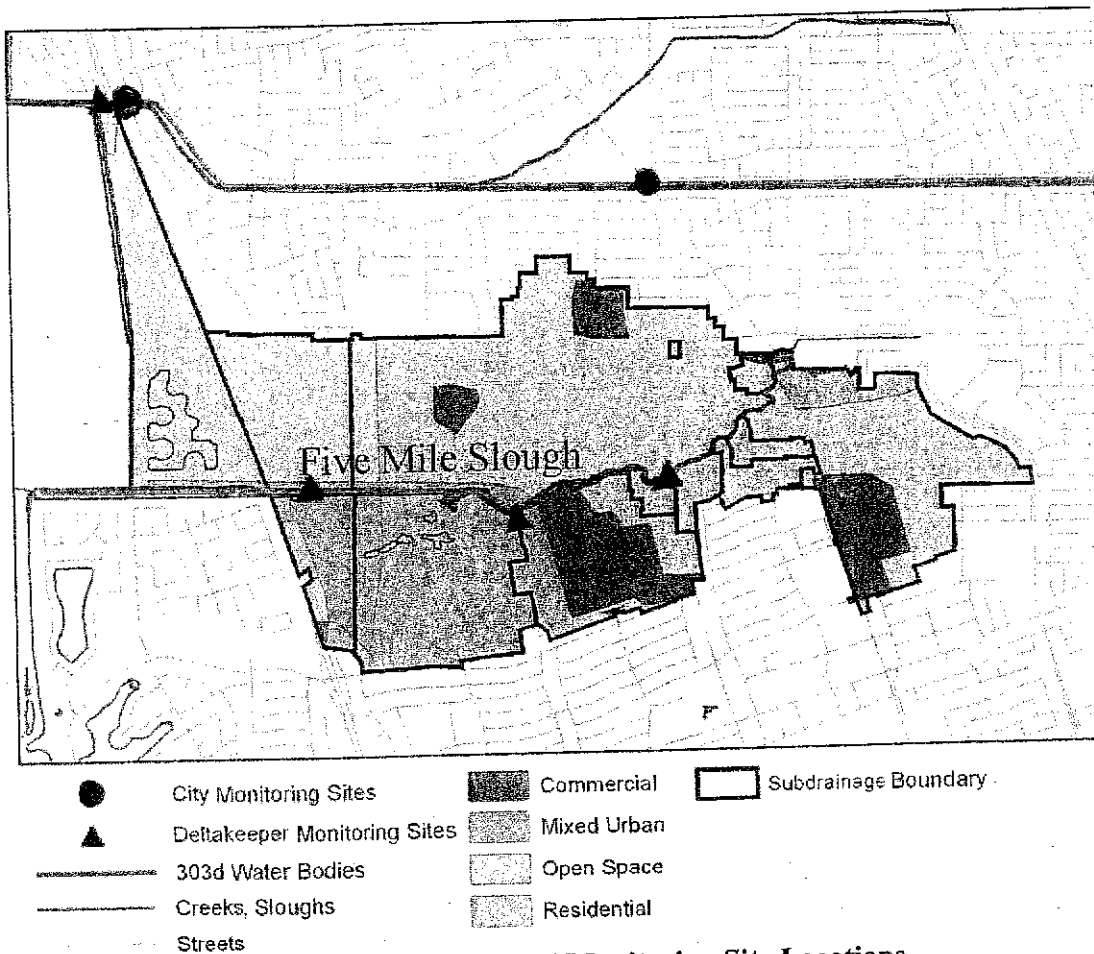 Five Mile Slough
City Monitoring Sites
Deltakeeper Monitoring Sites
303d Water Bodies
Creeks, Sloughs
Streets
Commercial
Mixed Urban
Open Space
Residential
Subdrainage Boundary
Site Locations